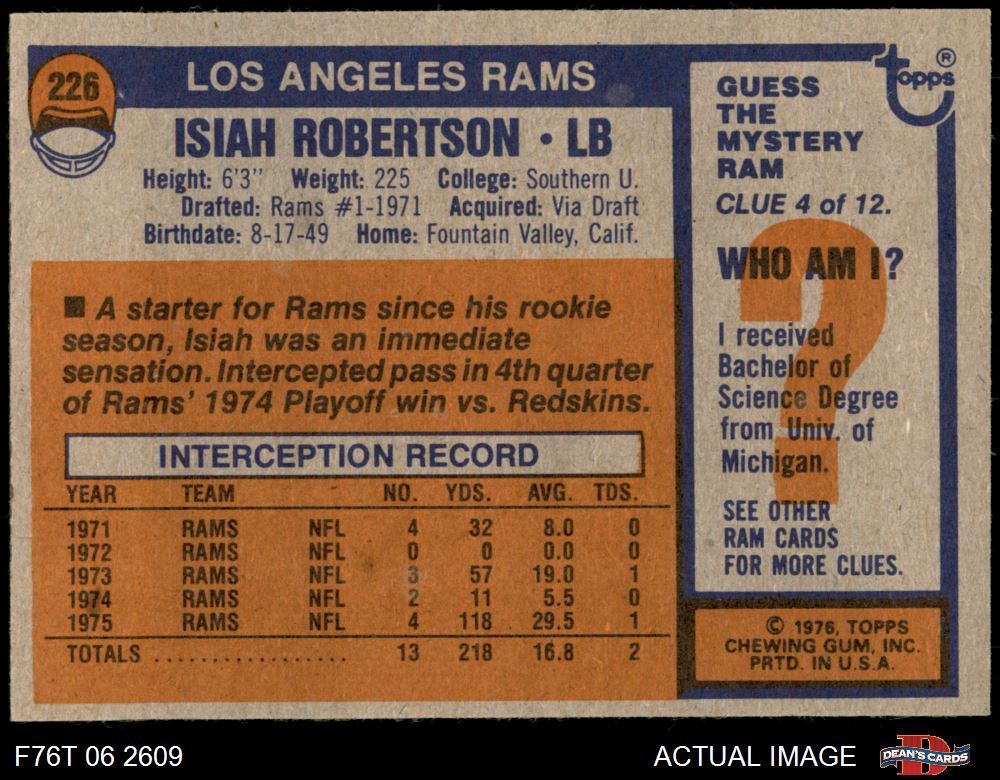 226
LOS ANGELES RAMS
ISIAH ROBERTSON • LB
Height: 6'3" Weight: 225 College: Southern U.
Drafted: Rams #1-1971 Acquired: Via Draft
Birthdate: 8-17-49 Home: Fountain Valley, Calif.
■ A starter for Rams since his rookie
season, Isiah was an immediate
sensation. Intercepted pass in 4th quarter
of Rams' 1974 Playoff win vs. Redskins.
INTERCEPTION RECORD
YEAR TEAM NO. YDS. AVG. TDS.
1971 RAMS NFL 4 32 8.0 0
1972 RAMS NFL 0 0 0.0 0
1973 RAMS NFL 3 57 19.0 1
1974 RAMS NFL 2 11 5.5 0
1975 RAMS NFL 4 118 29.5 1
TOTALS .................. 13 218 16.8 2
topps ®
GUESS
THE
MYSTERY
RAM
CLUE 4 of 12.
?
WHO AM I?
I received
Bachelor of
Science Degree
from Univ. of
Michigan.
SEE OTHER
RAM CARDS
FOR MORE CLUES.
© 1976, TOPPS
CHEWING GUM, INC.
PRTD. IN U.S.A.
F76T 06 2609
ACTUAL IMAGE
D
DEAN'S CARDS